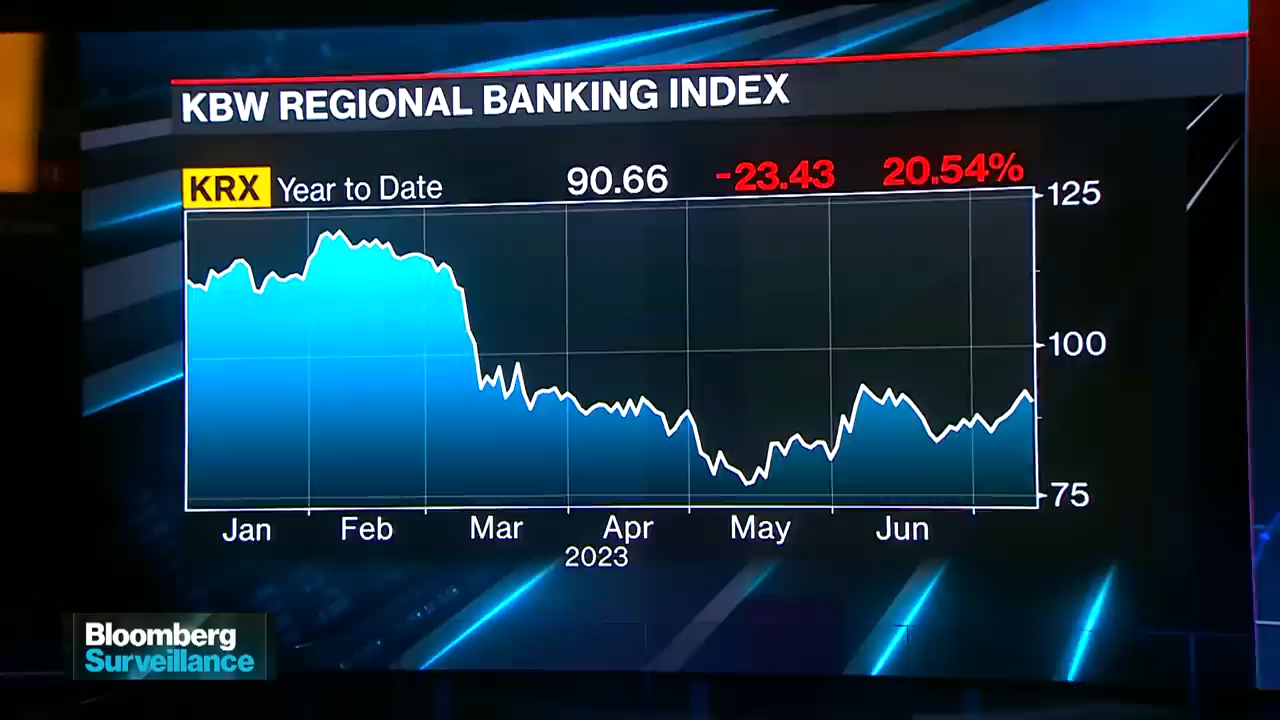 KBW REGIONAL BANKING INDEX
KRX Year to Date 90.66 -23.43 20.54%
125
100
75
Jan Feb Mar Apr May Jun
2023
Bloomberg
Surveillance